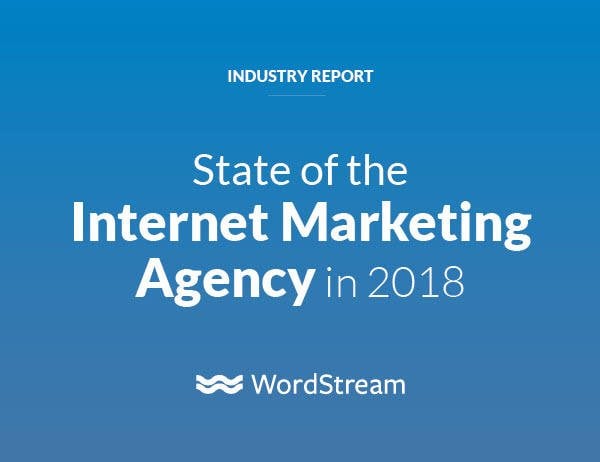 INDUSTRY REPORT
State of the
Internet Marketing
Agency in 2018
WordStream